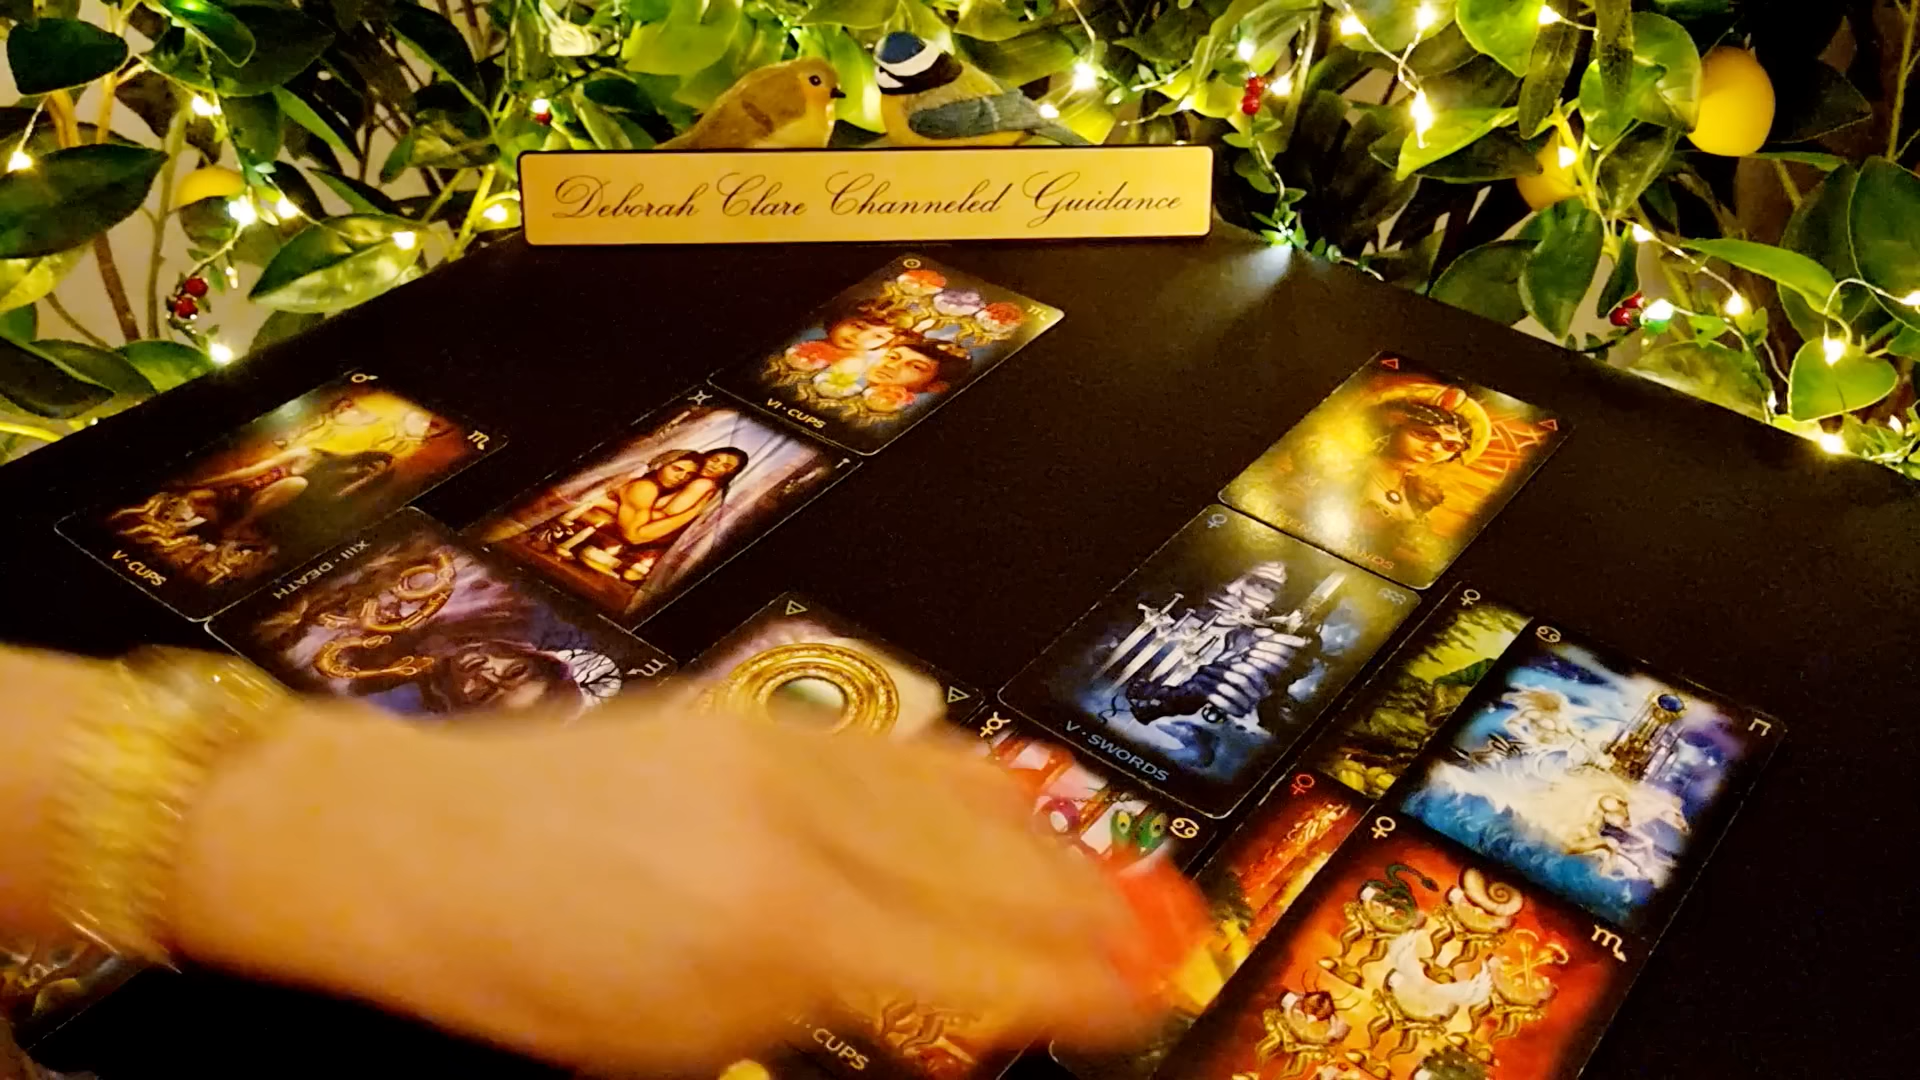 Deborah Clare Channeled Guidance
VI · CUPS
V · CUPS
XIII · DEATH
V · SWORDS
CUPS